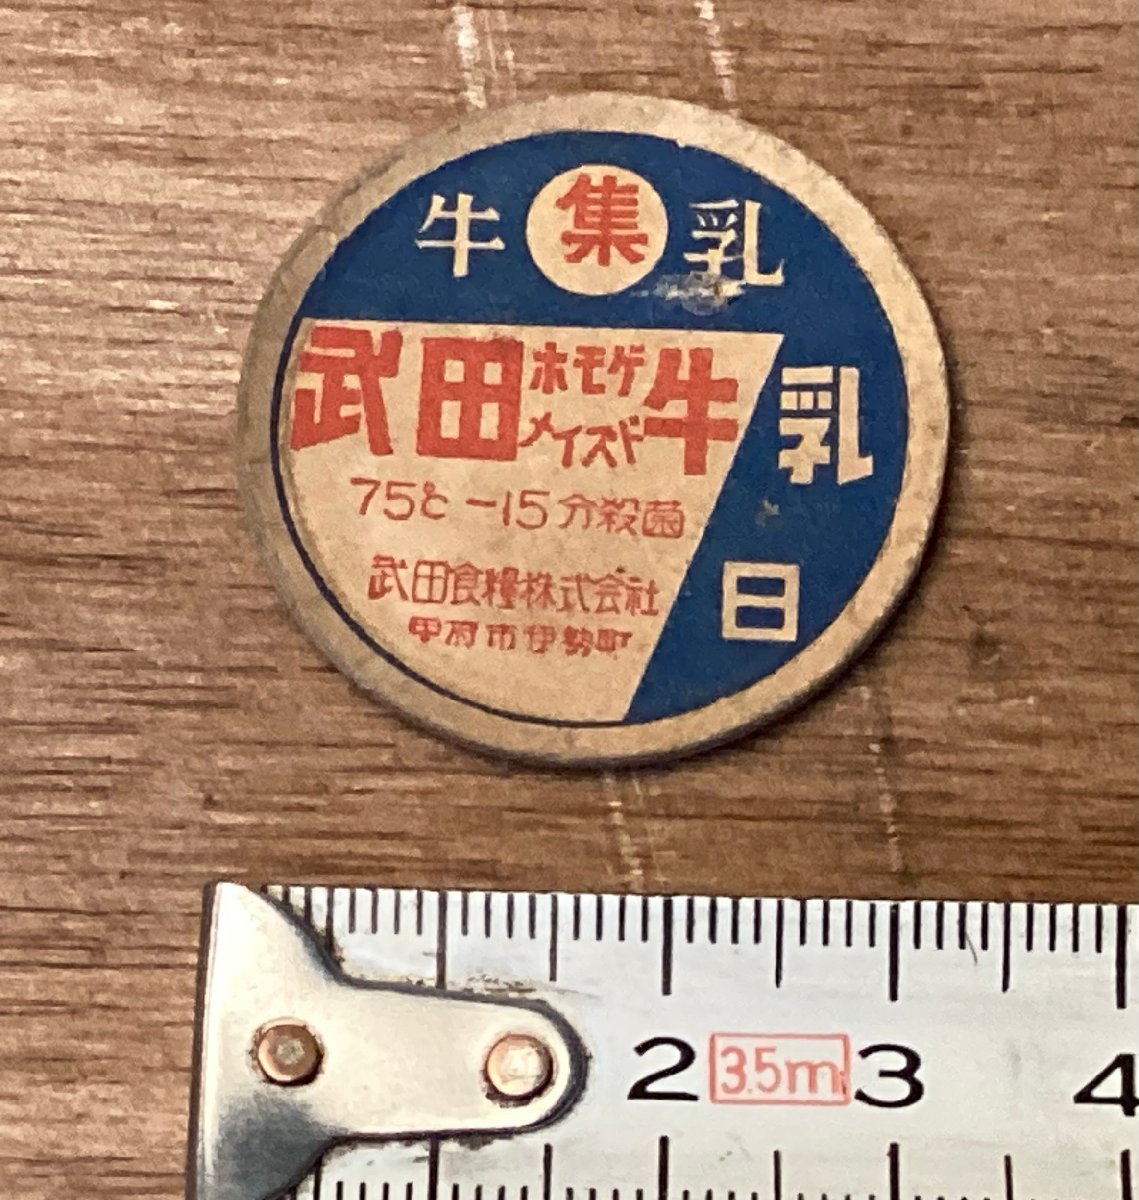 牛 集 乳
武田ホモゲメイズド牛乳
75℃-15分殺菌
日
武田食糧株式会社
甲府市伊勢町
2 3.5m 3 4